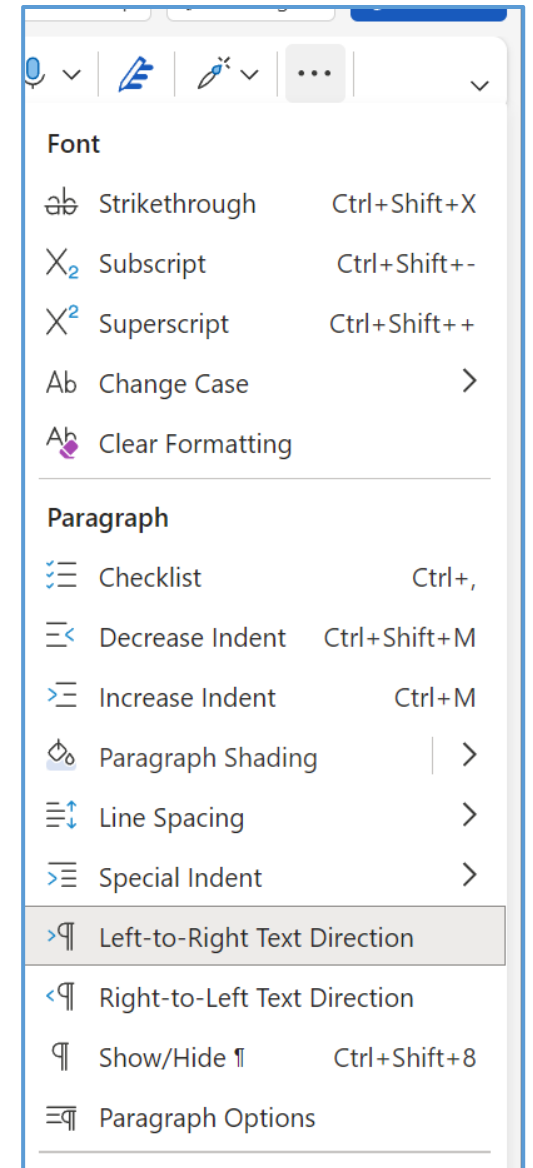 Font
Strikethrough Ctrl+Shift+X
Subscript Ctrl+Shift+-
Superscript Ctrl+Shift++
Change Case
Clear Formatting
Paragraph
Checklist Ctrl+,
Decrease Indent Ctrl+Shift+M
Increase Indent Ctrl+M
Paragraph Shading
Line Spacing
Special Indent
Left-to-Right Text Direction
Right-to-Left Text Direction
Show/Hide ¶ Ctrl+Shift+8
Paragraph Options